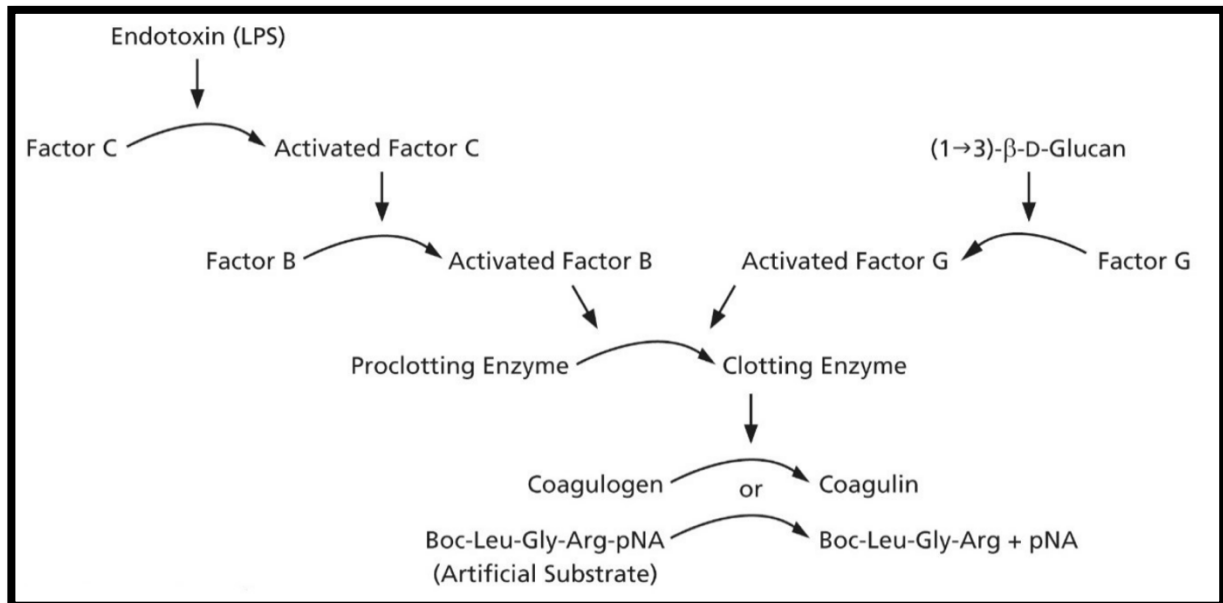 Endotoxin (LPS)
Factor C Activated Factor C (1→3)-β-D-Glucan
Factor B Activated Factor B Activated Factor G Factor G
Proclotting Enzyme Clotting Enzyme
Coagulogen or Coagulin
Boc-Leu-Gly-Arg-pNA Boc-Leu-Gly-Arg + pNA
(Artificial Substrate)